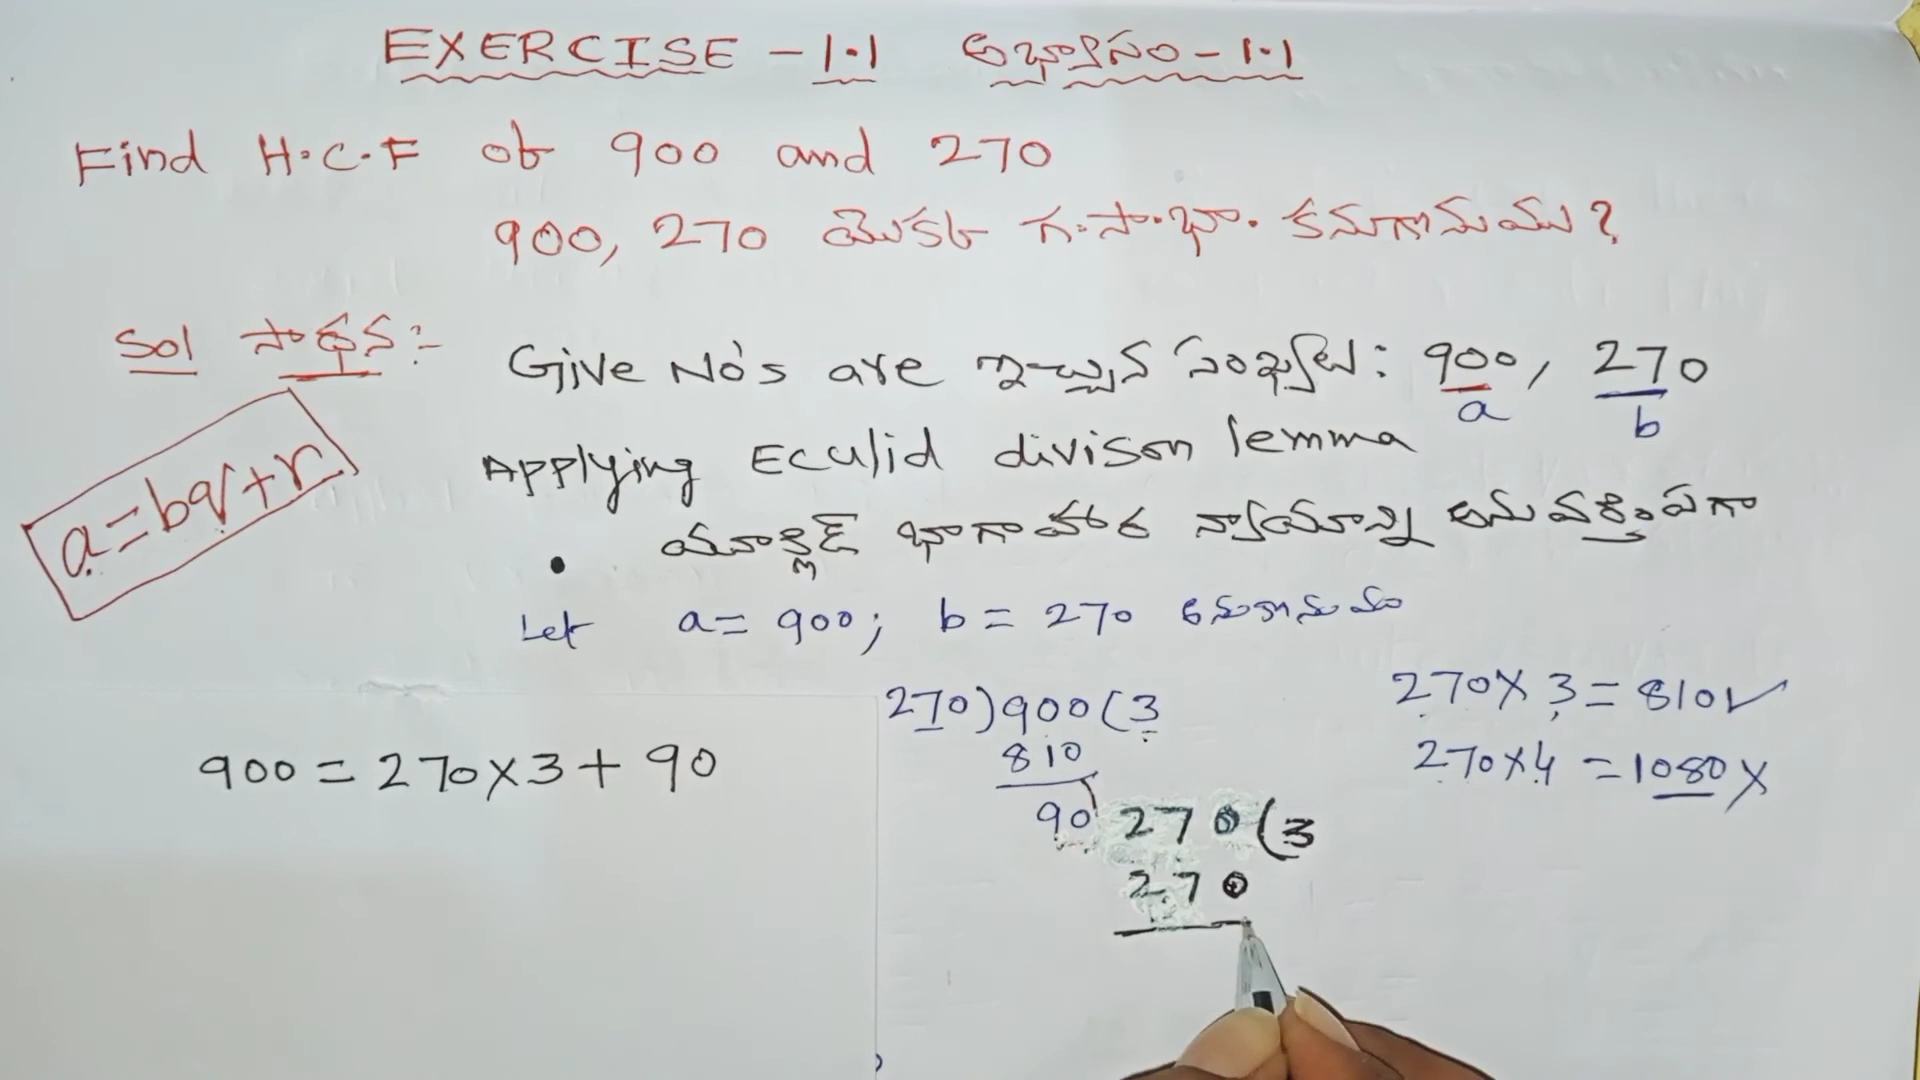 EXERCISE - 1.1 అభ్యాసం - 1.1
Find H.C.F of 900 and 270
900, 270 యొక్క గ.సా.భా. కనుగొనుము?
Sol సాధన :-
Give No's are ఇచ్చిన సంఖ్యలు : 900, 270
a b
a = bq + r
Applying Eculid divison lemma
యూక్లిడ్ భాగాహార న్యాయాన్ని అనువర్తింపగా
Let a = 900; b = 270 అనుకొనుము
270)900(3
810
90)270(3
270
270 X 3 = 810 ✓
270 X 4 = 1080 X
900 = 270 X 3 + 90